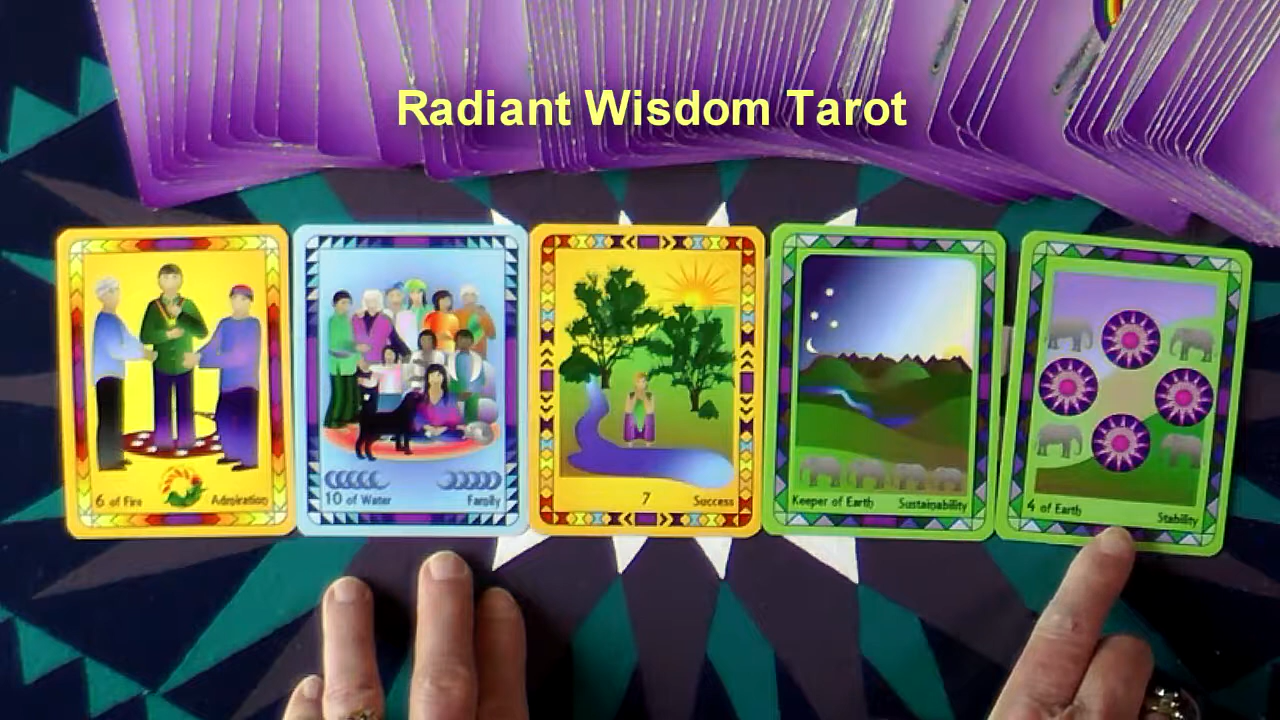 Radiant Wisdom Tarot
6 of Fire Admiration
10 of Water Family
7 Success
Keeper of Earth Sustainability
4 of Earth Stability